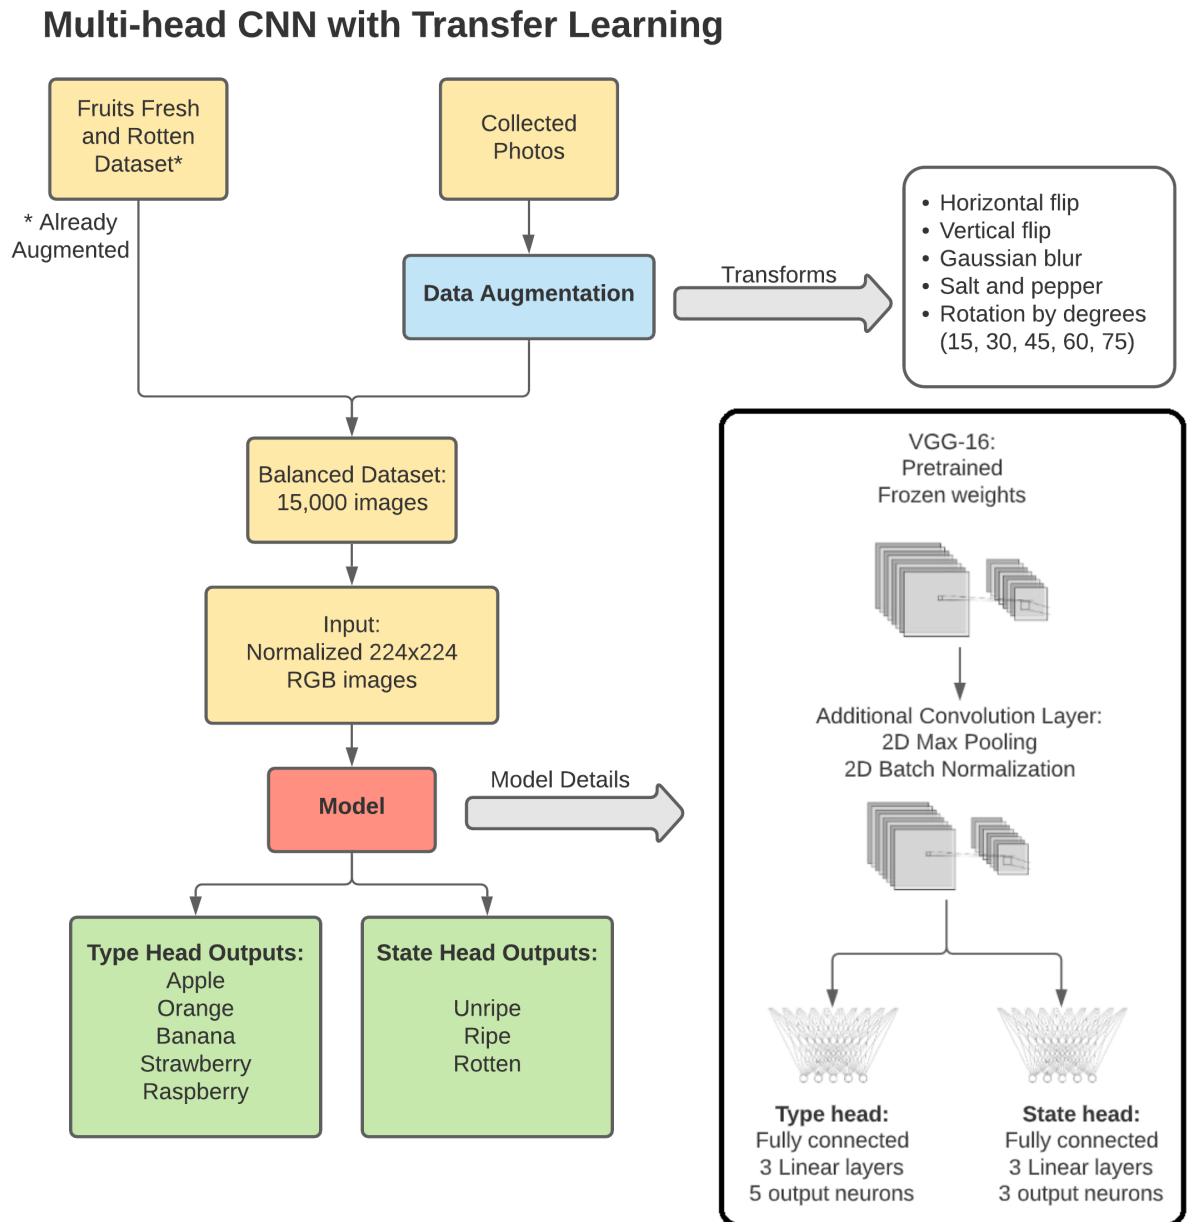 Multi-head CNN with Transfer Learning
Fruits Fresh
and Rotten
Dataset*
* Already
Augmented
Collected
Photos
Data Augmentation
Transforms
• Horizontal flip
• Vertical flip
• Gaussian blur
• Salt and pepper
• Rotation by degrees
(15, 30, 45, 60, 75)
Balanced Dataset:
15,000 images
Input:
Normalized 224x224
RGB images
Model
Model Details
Type Head Outputs:
Apple
Orange
Banana
Strawberry
Raspberry
State Head Outputs:
Unripe
Ripe
Rotten
VGG-16:
Pretrained
Frozen weights
Additional Convolution Layer:
2D Max Pooling
2D Batch Normalization
Type head:
Fully connected
3 Linear layers
5 output neurons
State head:
Fully connected
3 Linear layers
3 output neurons